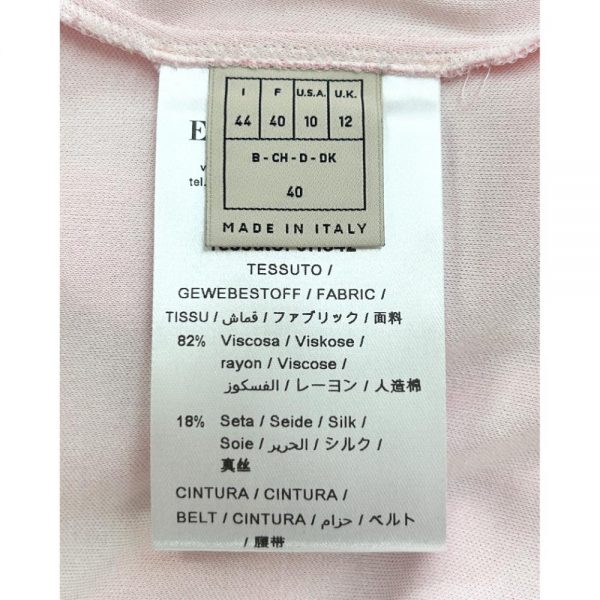 I F U.S.A. U.K.
44 40 10 12
B - CH - D - DK
40
MADE IN ITALY
E
v
tel.
TESSUTO /
GEWEBESTOFF / FABRIC /
TISSU / قماش / ファブリック / 面料
82% Viscosa / Viskose /
rayon / Viscose /
الفسكوز / レーヨン / 人造棉
18% Seta / Seide / Silk /
Soie / الحرير / シルク /
真丝
CINTURA / CINTURA /
BELT / CINTURA / حزام / ベルト
/ 腰带